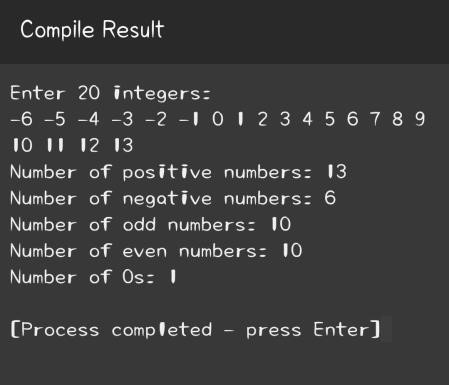 Compile Result
Enter 20 integers:
-6 -5 -4 -3 -2 -1 0 1 2 3 4 5 6 7 8 9
10 11 12 13
Number of positive numbers: 13
Number of negative numbers: 6
Number of odd numbers: 10
Number of even numbers: 10
Number of 0s: 1
[Process completed - press Enter]